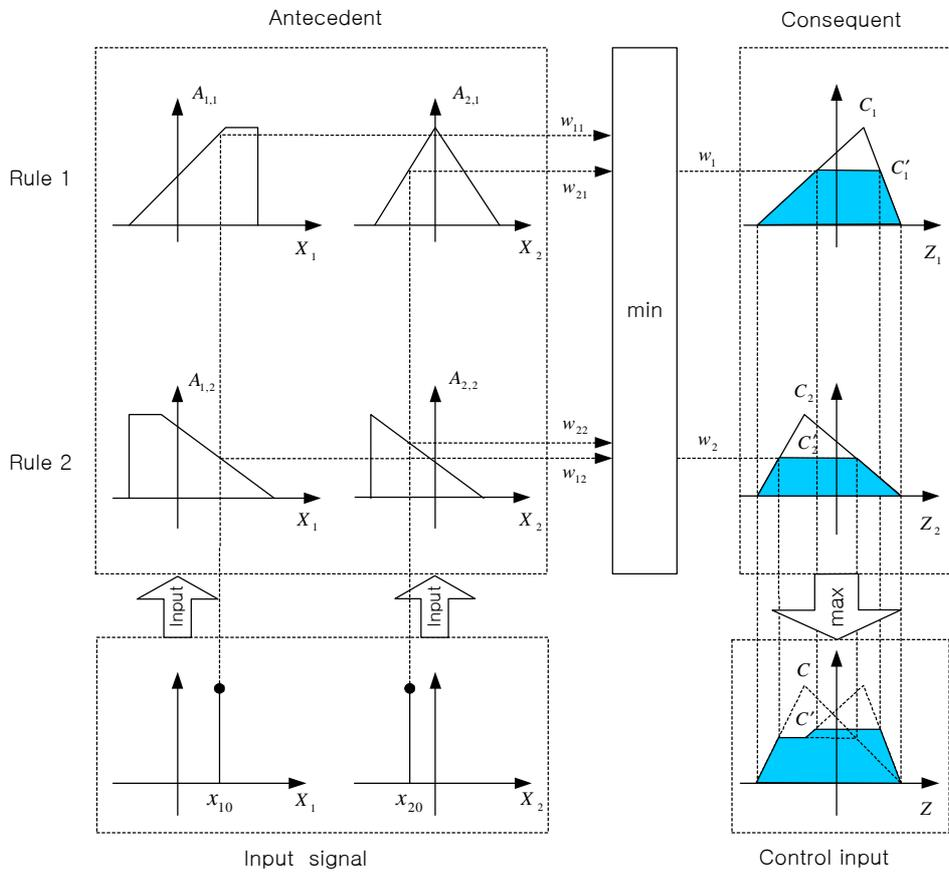 Antecedent
Consequent
Rule 1
A1,1
X1
A2,1
X2
w11
w21
w1
C1
C′1
Z1
min
Rule 2
A1,2
X1
A2,2
X2
w22
w12
w2
C2
C′2
Z2
Input
Input
max
x10
X1
x20
X2
C
C′
Z
Input signal
Control input